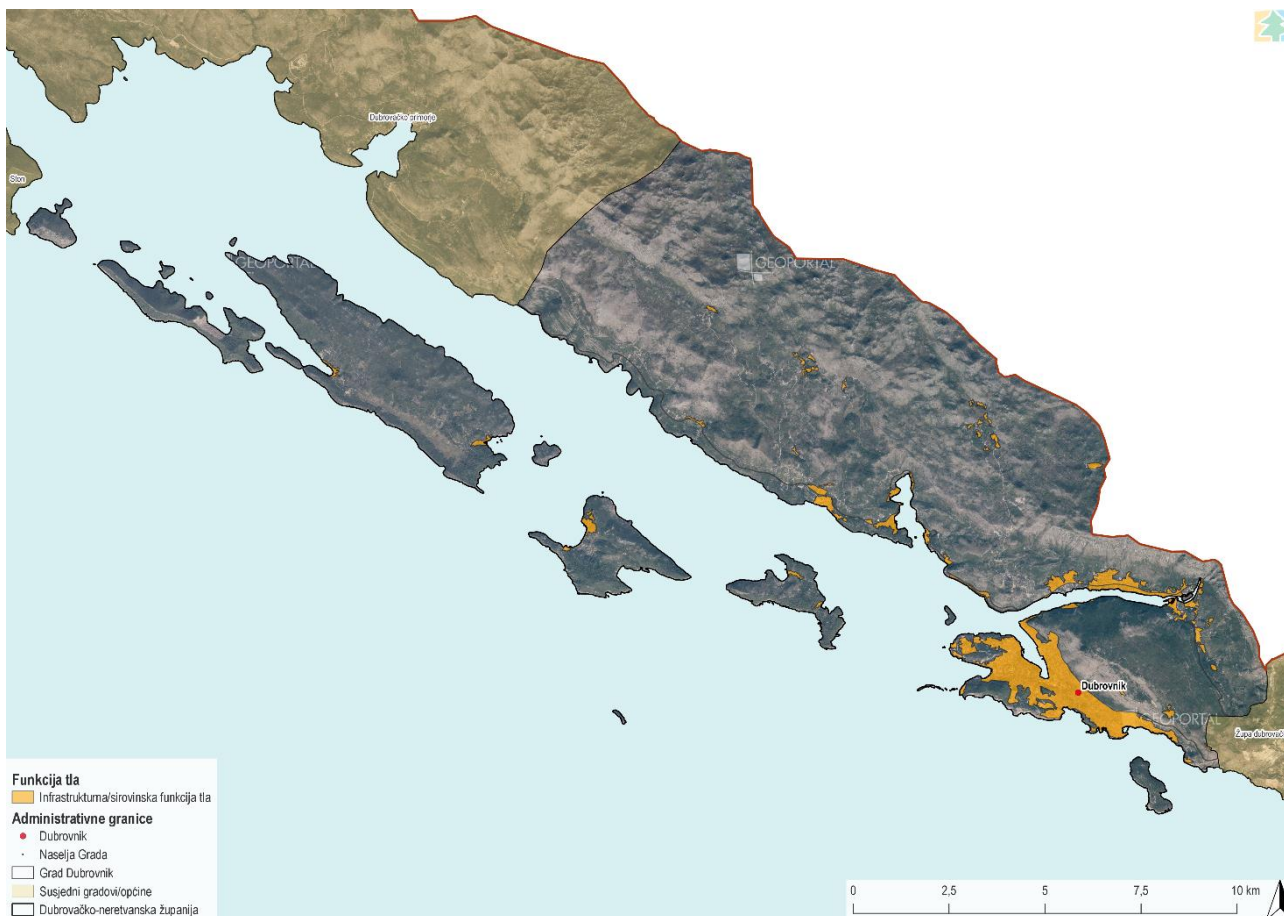 Dubrovačko primorje
Ston
GEOPORTAL
GEOPORTAL
Dubrovnik
GEOPORTAL
Župa dubrovač
Funkcija tla
Infrastrukturna/sirovinska funkcija tla
Administrativne granice
Dubrovnik
Naselja Grada
Grad Dubrovnik
Susjedni gradovi/općine
Dubrovačko-neretvanska županija
0 2,5 5 7,5 10 km